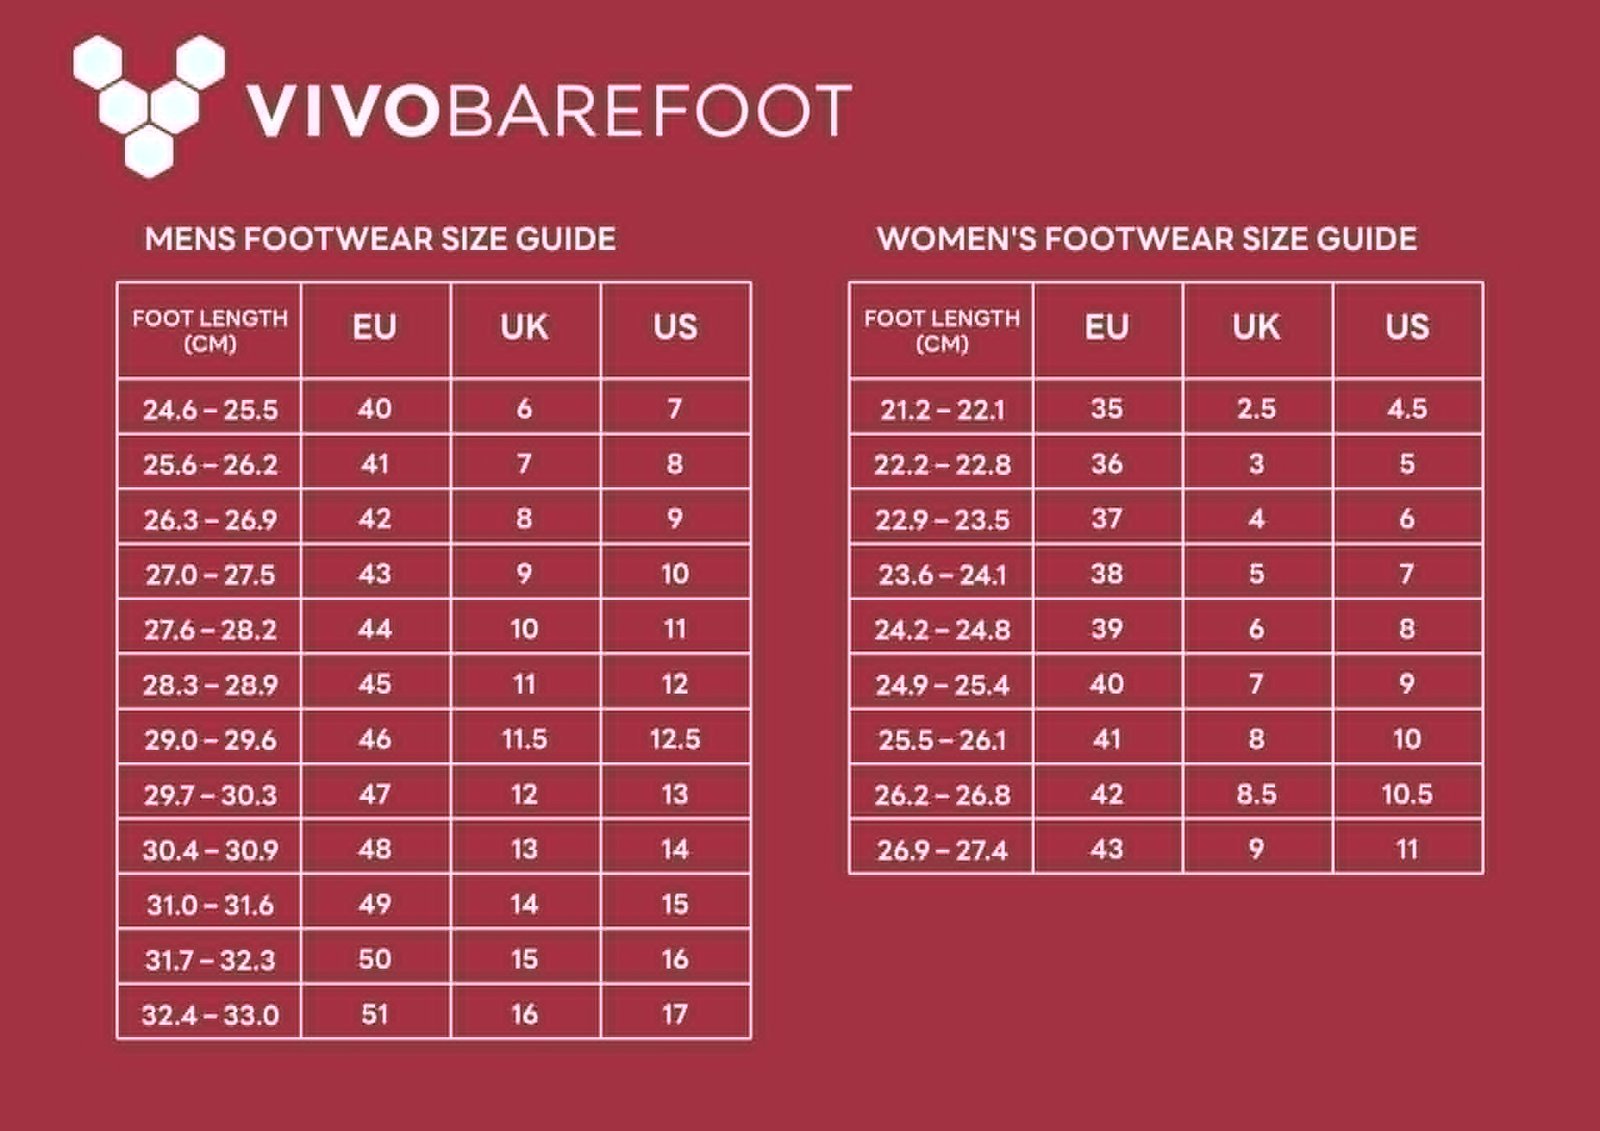 VIVOBAREFOOT
MENS FOOTWEAR SIZE GUIDE
FOOT LENGTH (CM) EU UK US
24.6 – 25.5 40 6 7
25.6 – 26.2 41 7 8
26.3 – 26.9 42 8 9
27.0 – 27.5 43 9 10
27.6 – 28.2 44 10 11
28.3 – 28.9 45 11 12
29.0 – 29.6 46 11.5 12.5
29.7 – 30.3 47 12 13
30.4 – 30.9 48 13 14
31.0 – 31.6 49 14 15
31.7 – 32.3 50 15 16
32.4 – 33.0 51 16 17
WOMEN'S FOOTWEAR SIZE GUIDE
FOOT LENGTH (CM) EU UK US
21.2 – 22.1 35 2.5 4.5
22.2 – 22.8 36 3 5
22.9 – 23.5 37 4 6
23.6 – 24.1 38 5 7
24.2 – 24.8 39 6 8
24.9 – 25.4 40 7 9
25.5 – 26.1 41 8 10
26.2 – 26.8 42 8.5 10.5
26.9 – 27.4 43 9 11